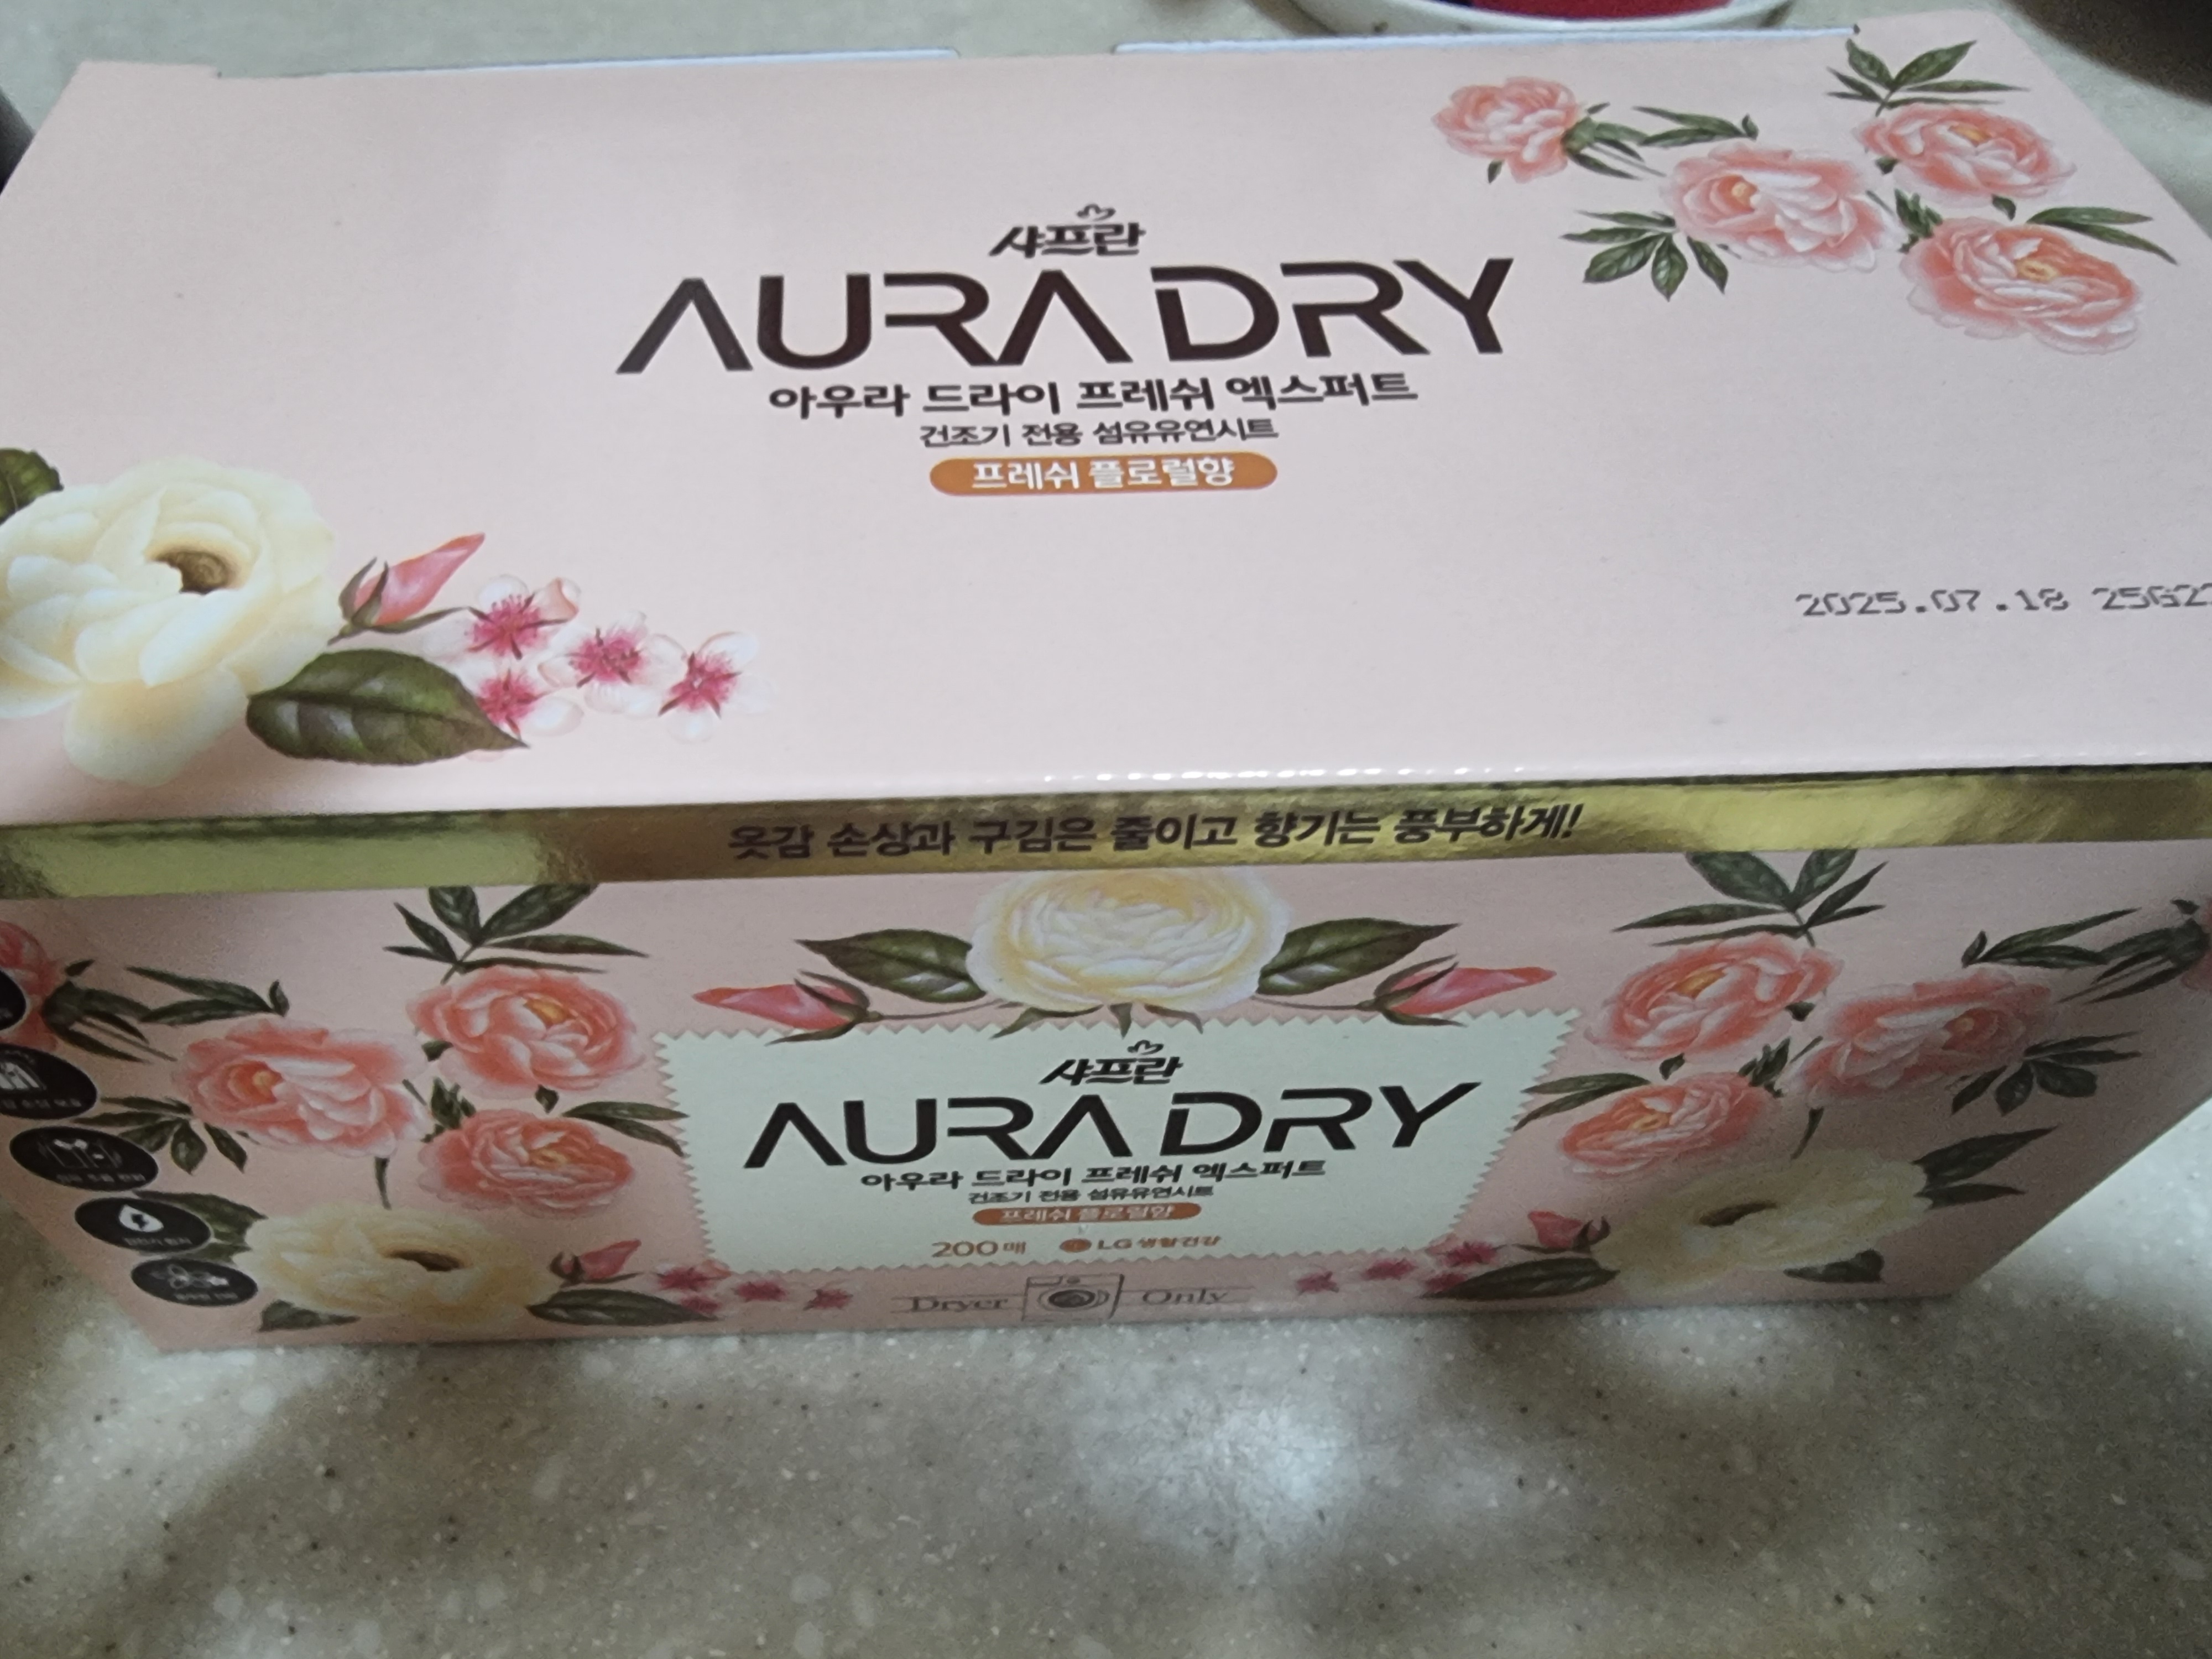 샤프란
AURA DRY
아우라 드라이 프레쉬 엑스퍼트
건조기 전용 섬유유연시트
프레쉬 플로럴향
2025.07.18
옷감 손상과 구김은 줄이고 향기는 풍부하게!
샤프란
AURA DRY
아우라 드라이 프레쉬 엑스퍼트
건조기 전용 섬유유연시트
프레쉬 플로럴향
200매 LG 생활건강
Dryer Only